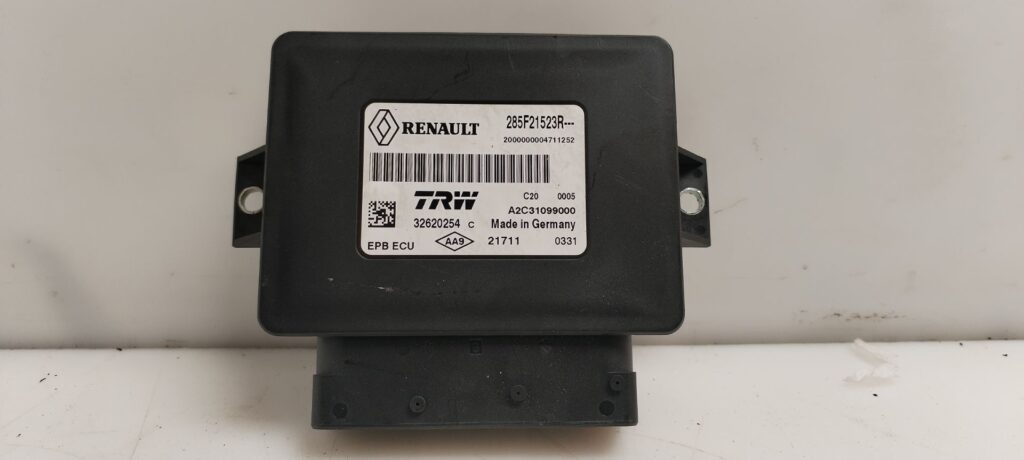 RENAULT 285F21523R---
2000000004711252
TRW C20 0005
A2C31099000
32620254 C Made in Germany
EPB ECU AA9 21711 0331